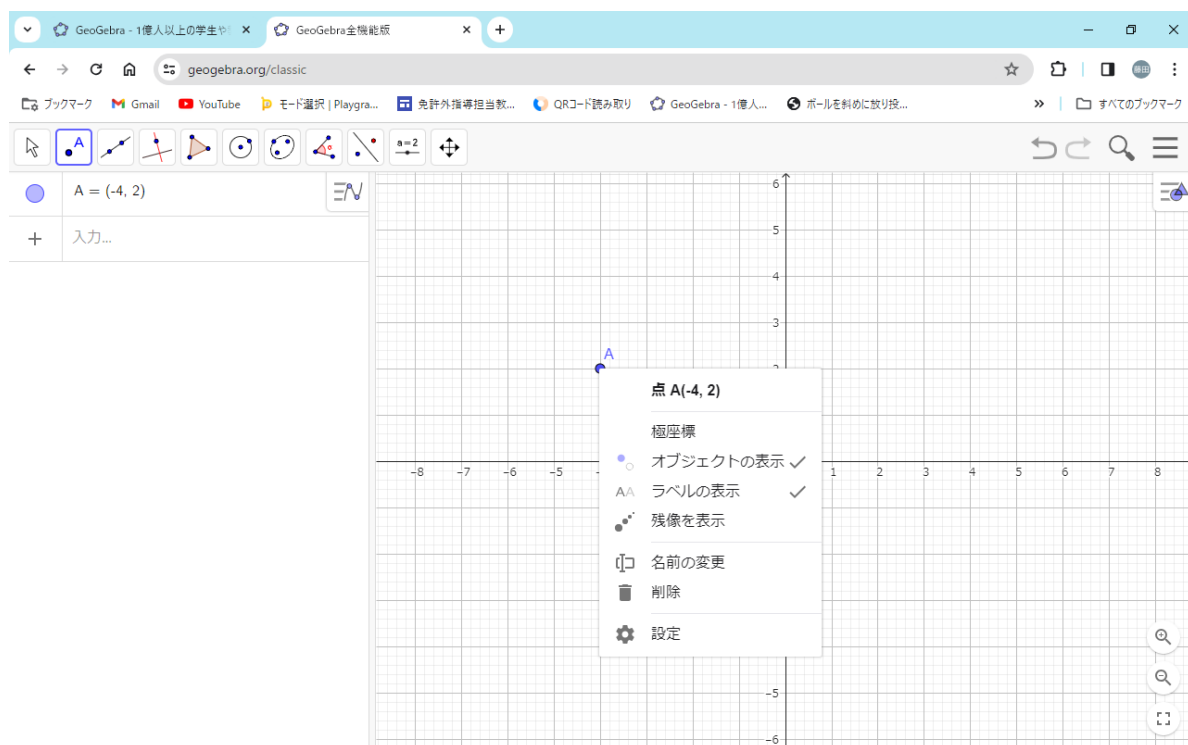 GeoGebra - 1億人以上の学生や
GeoGebra全機能版
geogebra.org/classic
ブックマーク
Gmail
YouTube
モード選択 | Playgra...
免許外指導担当教...
QRコード読み取り
GeoGebra - 1億人...
ボールを斜めに放り投...
»
すべてのブックマーク
藤田
A
a=2
A = (-4, 2)
入力...
6
5
4
3
A
点 A(-4, 2)
極座標
オブジェクトの表示
AA ラベルの表示
残像を表示
名前の変更
削除
設定
-8 -7 -6 -5 1 2 3 4 5 6 7 8
-5
-6